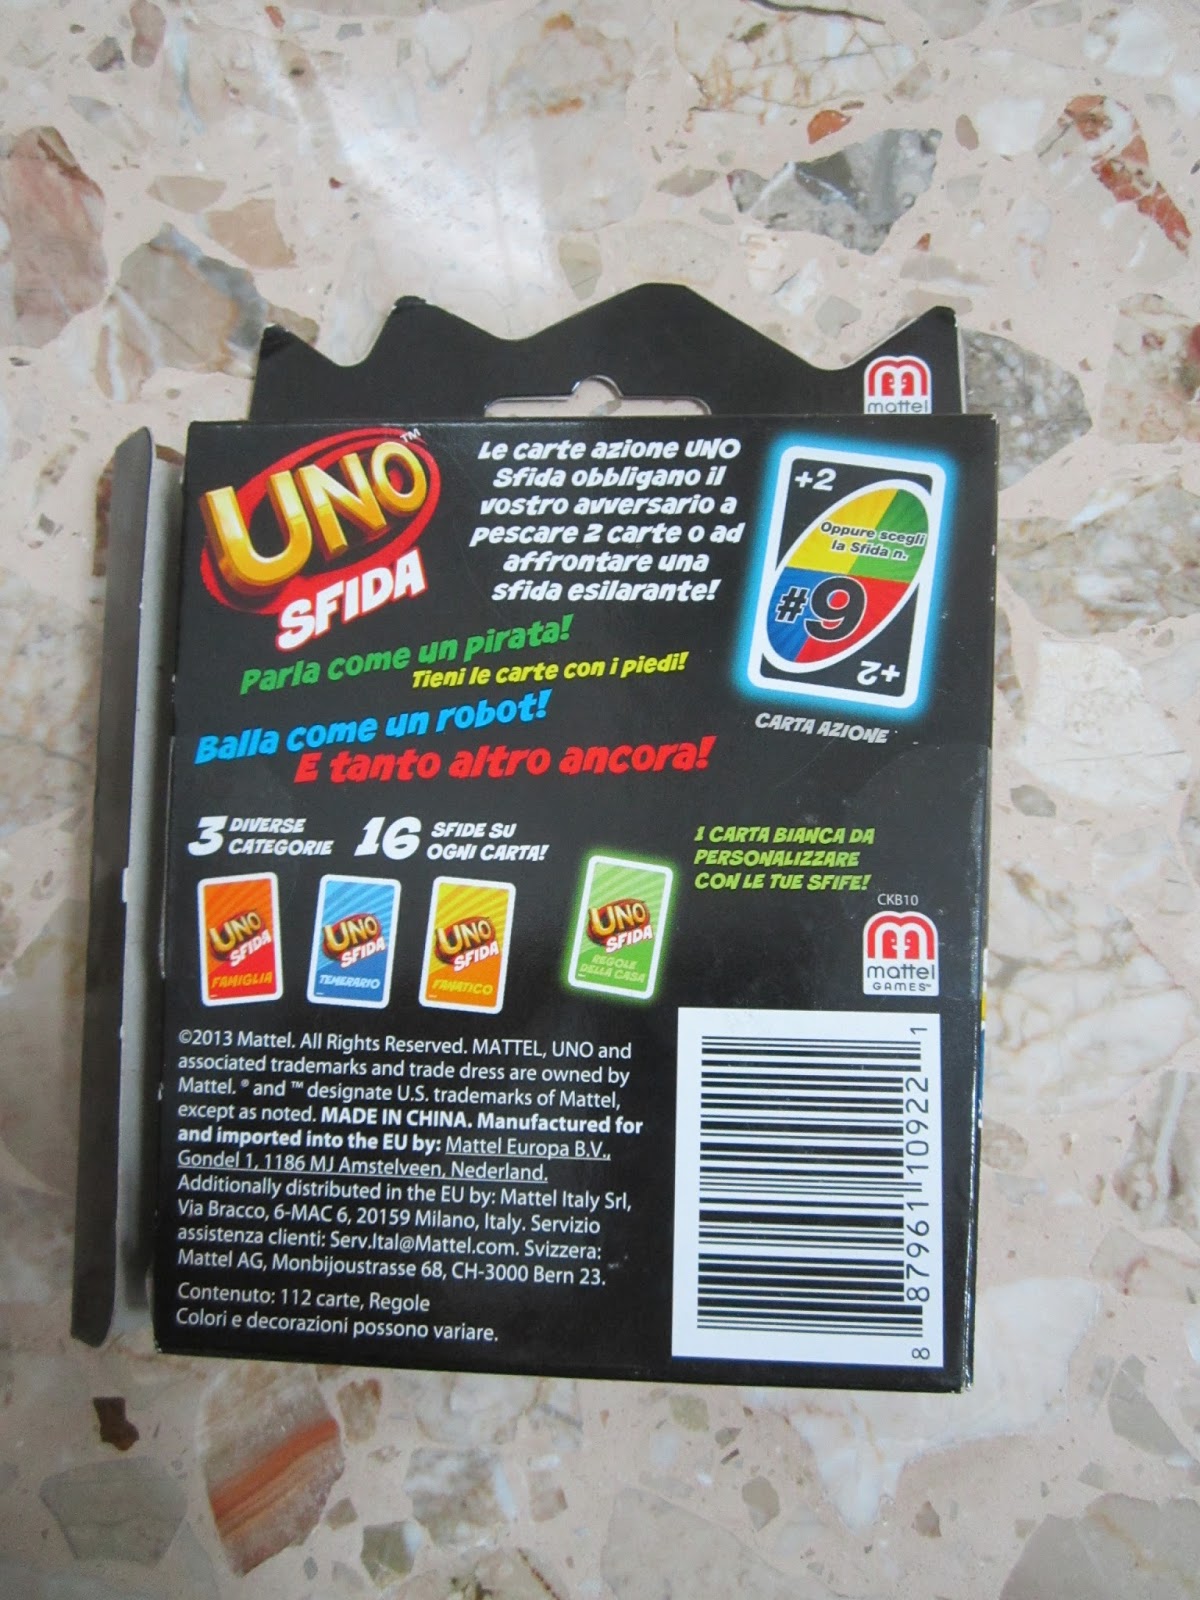 mattel
UNO™
SFIDA
Le carte azione UNO
Sfida obbligano il
vostro avversario a
pescare 2 carte o ad
affrontare una
sfida esilarante!
+2
Oppure scegli
la Sfida n.
#9
+2
CARTA AZIONE
Parla come un pirata!
Tieni le carte con i piedi!
Balla come un robot!
E tanto altro ancora!
3 DIVERSE
CATEGORIE
16 SFIDE SU
OGNI CARTA!
1 CARTA BIANCA DA
PERSONALIZZARE
CON LE TUE SFIFE!
UNO
SFIDA
FAMIGLIA
UNO
SFIDA
TEMERARIO
UNO
SFIDA
FANATICO
UNO
SFIDA
REGOLE
DELLA CASA
CKB10
mattel
GAMES™
©2013 Mattel. All Rights Reserved. MATTEL, UNO and
associated trademarks and trade dress are owned by
Mattel. ® and ™ designate U.S. trademarks of Mattel,
except as noted. MADE IN CHINA. Manufactured for
and imported into the EU by: Mattel Europa B.V.,
Gondel 1, 1186 MJ Amstelveen, Nederland.
Additionally distributed in the EU by: Mattel Italy Srl,
Via Bracco, 6-MAC 6, 20159 Milano, Italy. Servizio
assistenza clienti: Serv.Ital@Mattel.com. Svizzera:
Mattel AG, Monbijoustrasse 68, CH-3000 Bern 23.
Contenuto: 112 carte, Regole
Colori e decorazioni possono variare.
8 87961 10922 1